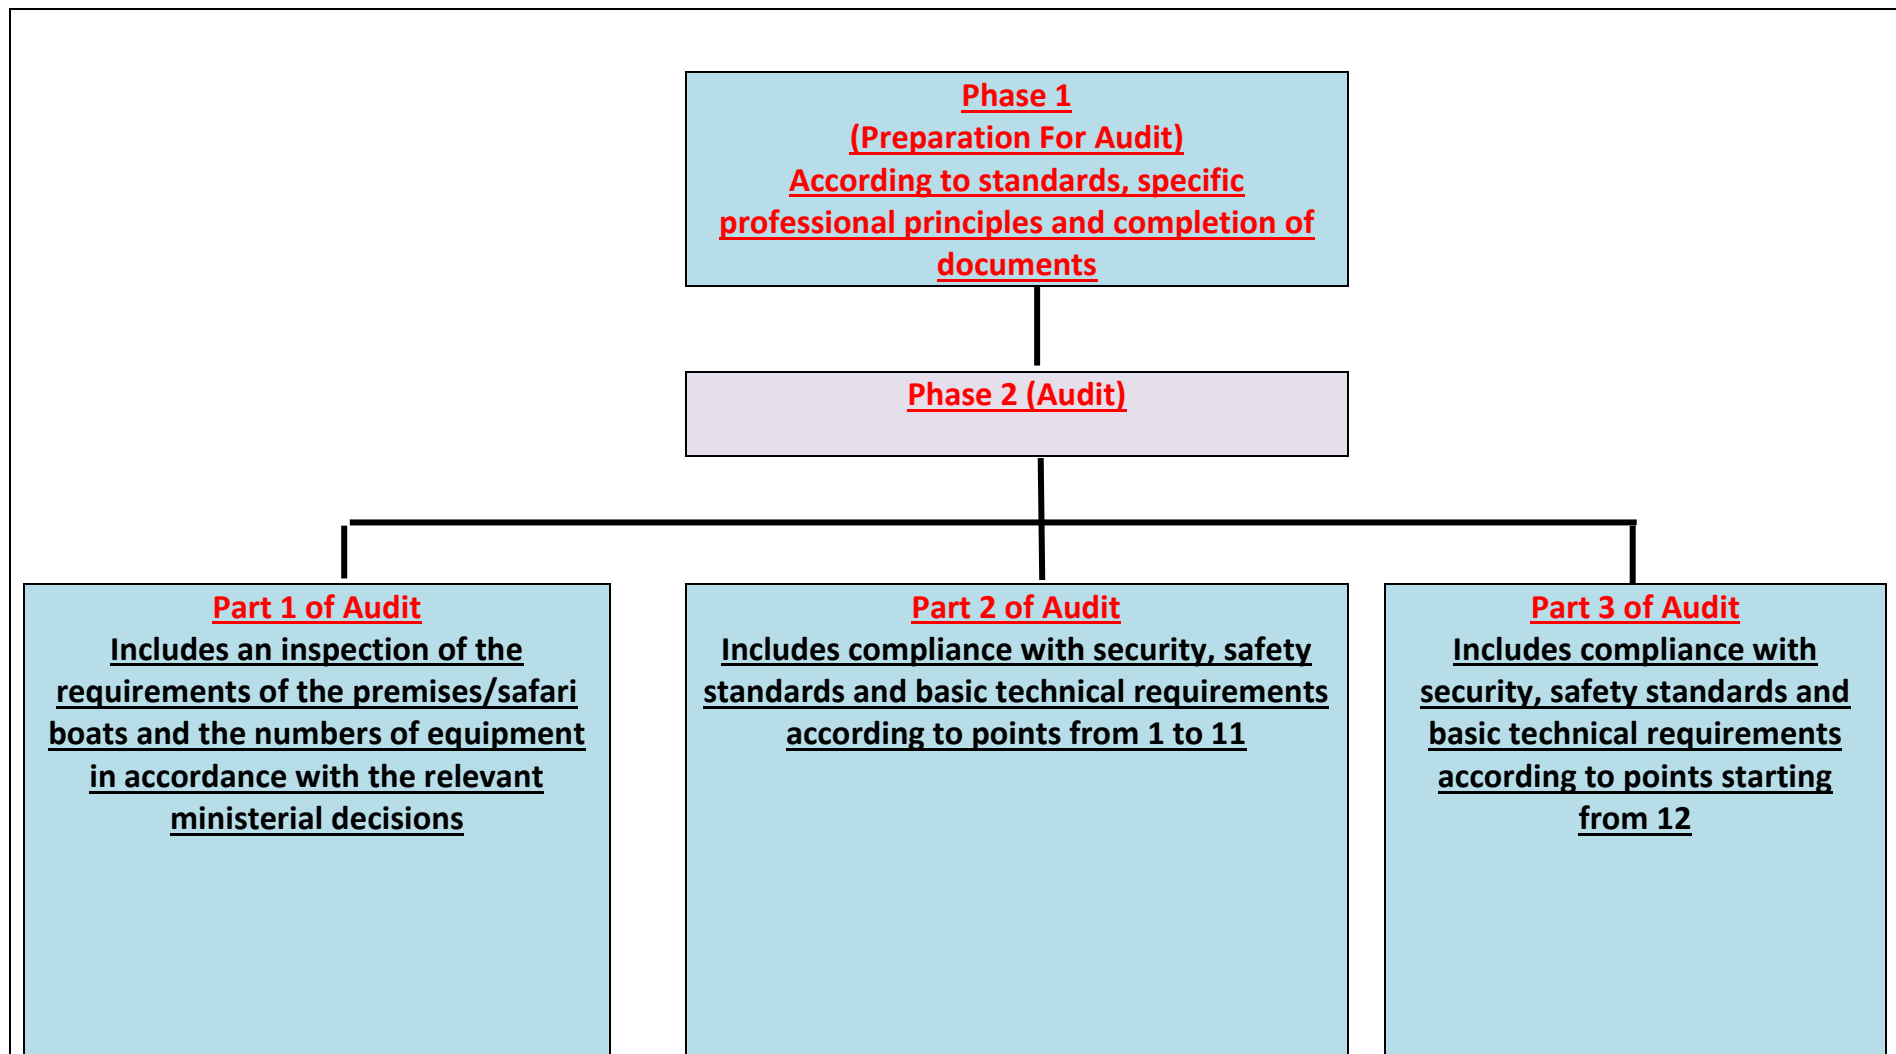 Phase 1
(Preparation For Audit)
According to standards, specific
professional principles and completion of
documents
Phase 2 (Audit)
Part 1 of Audit
Includes an inspection of the
requirements of the premises/safari
boats and the numbers of equipment
in accordance with the relevant
ministerial decisions
Part 2 of Audit
Includes compliance with security, safety
standards and basic technical requirements
according to points from 1 to 11
Part 3 of Audit
Includes compliance with
security, safety standards and
basic technical requirements
according to points starting
from 12